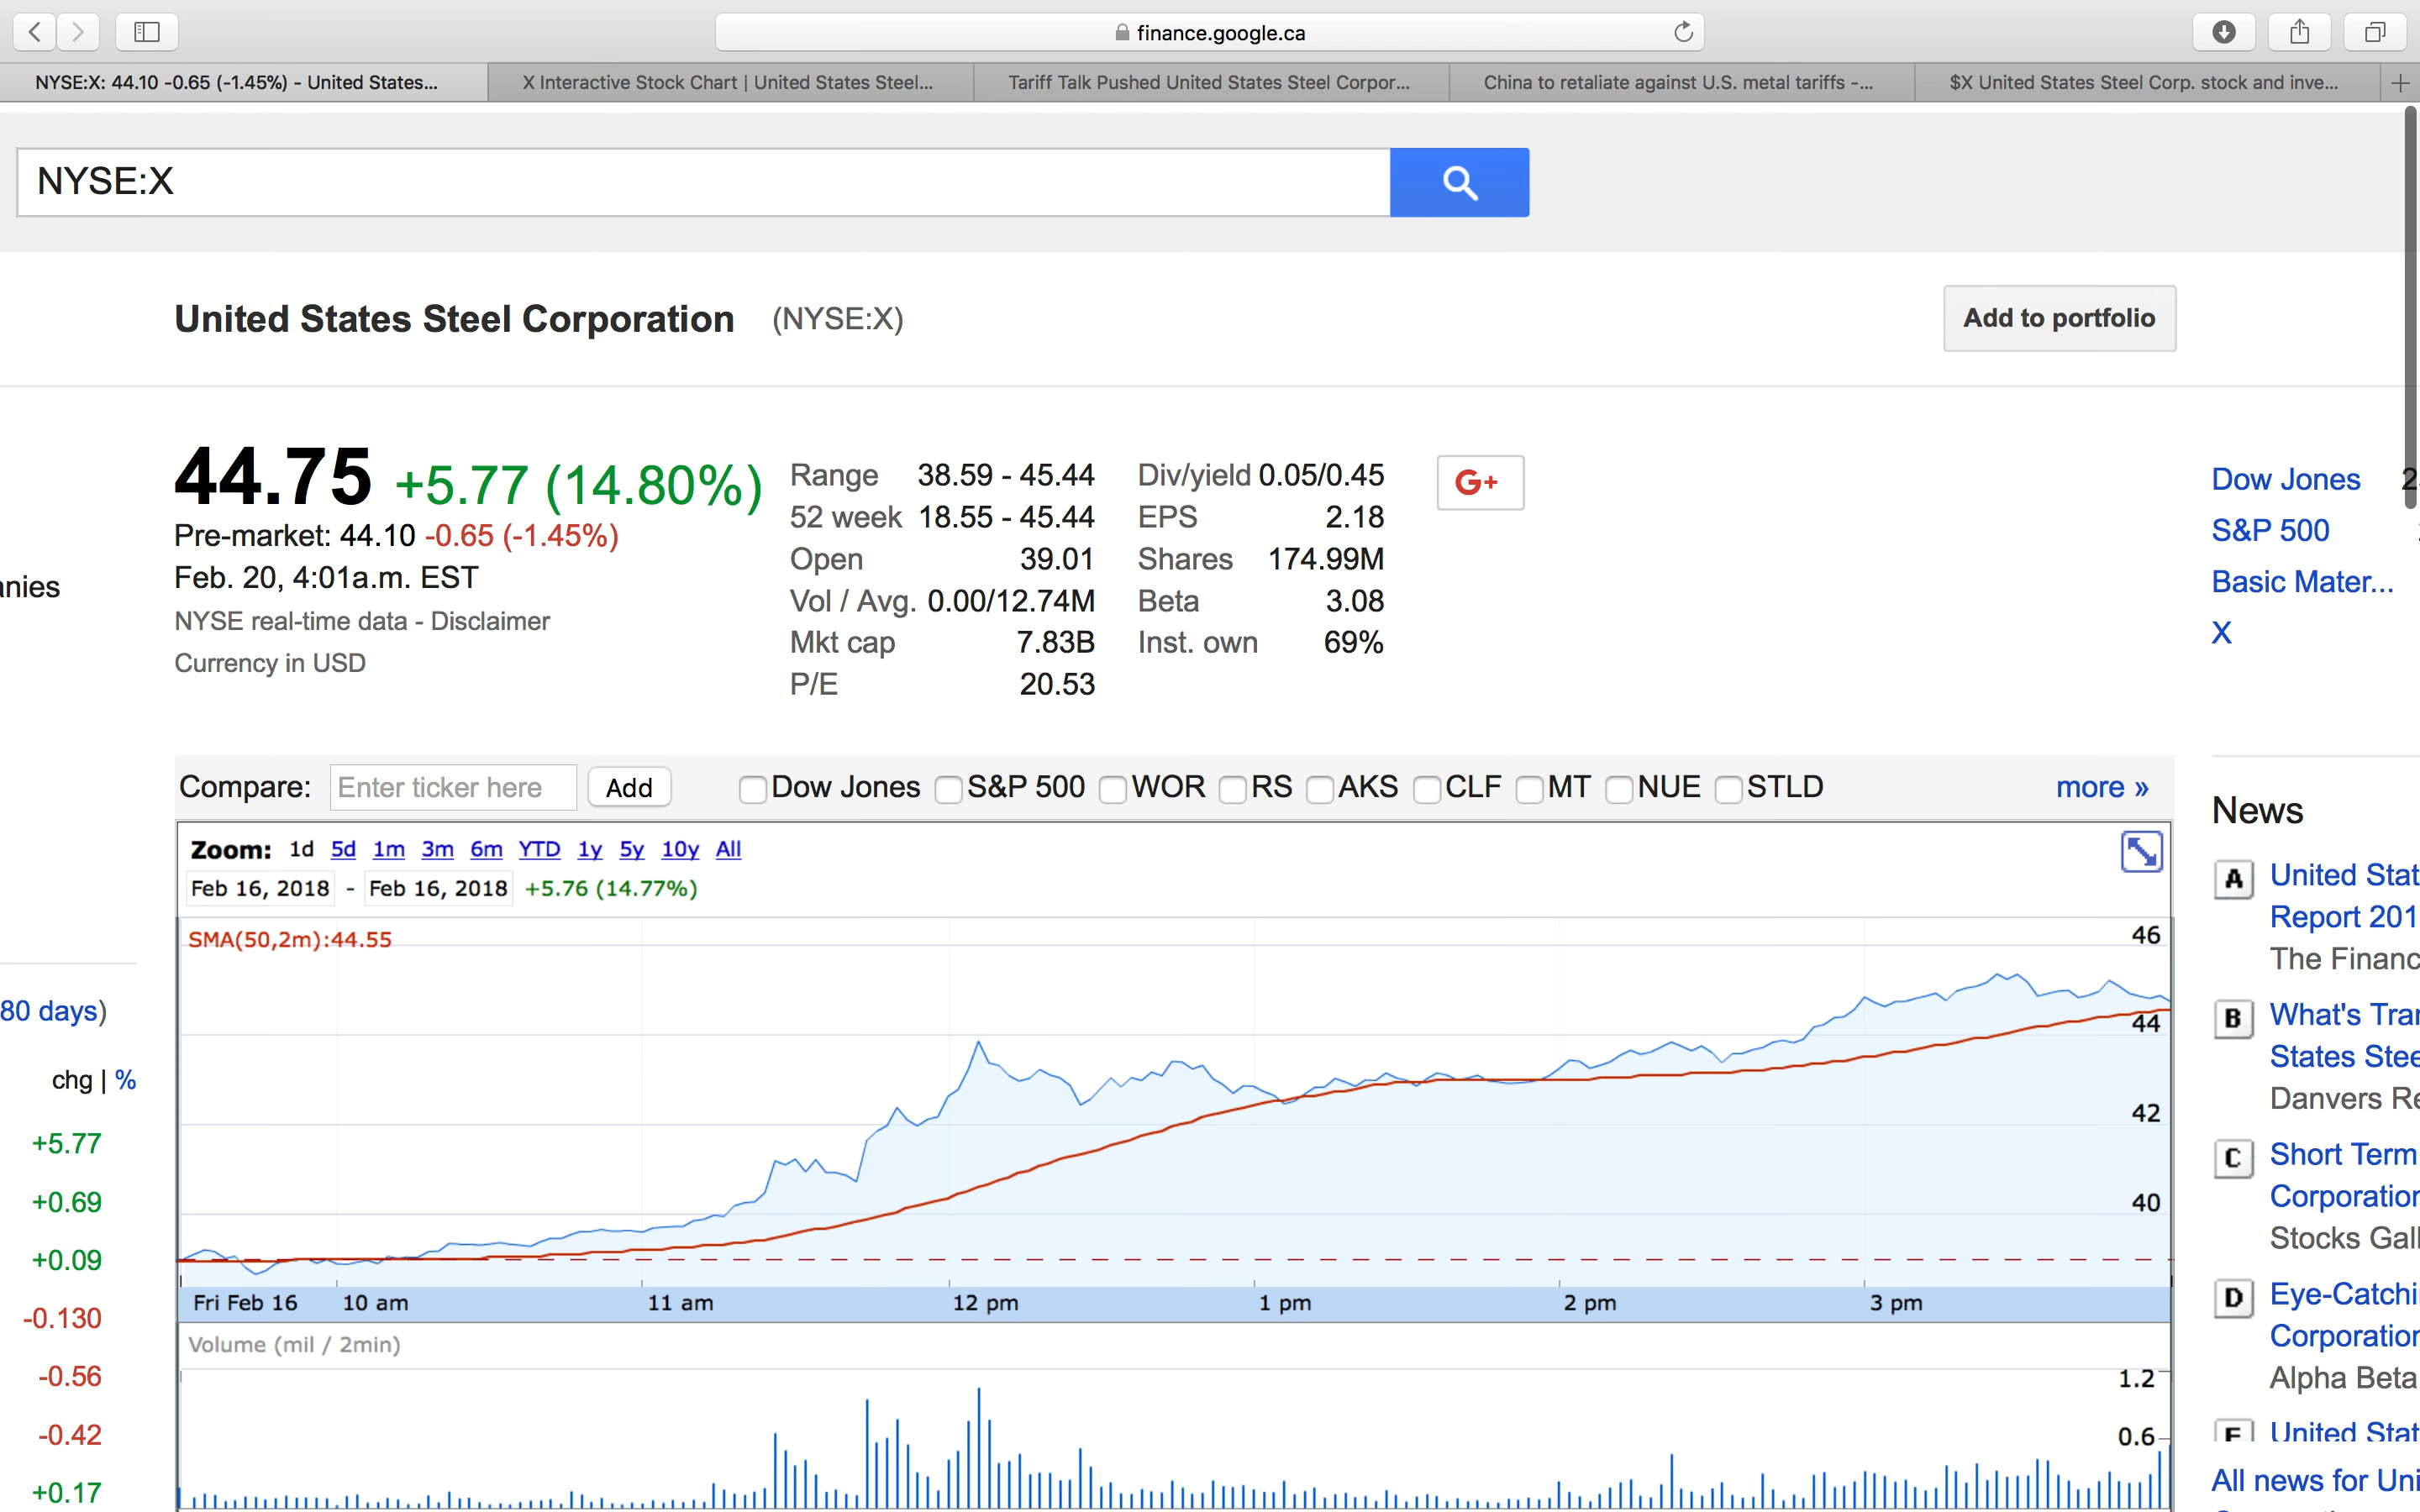 finance.google.ca
NYSE:X: 44.10 -0.65 (-1.45%) - United States...
X Interactive Stock Chart | United States Steel...
Tariff Talk Pushed United States Steel Corpor...
China to retaliate against U.S. metal tariffs -...
$X United States Steel Corp. stock and inve...
NYSE:X
United States Steel Corporation (NYSE:X)
Add to portfolio
44.75 +5.77 (14.80%)
Pre-market: 44.10 -0.65 (-1.45%)
Feb. 20, 4:01a.m. EST
NYSE real-time data - Disclaimer
Currency in USD
Range 38.59 - 45.44
52 week 18.55 - 45.44
Open 39.01
Vol / Avg. 0.00/12.74M
Mkt cap 7.83B
P/E 20.53
Div/yield 0.05/0.45
EPS 2.18
Shares 174.99M
Beta 3.08
Inst. own 69%
G+
Dow Jones
S&P 500
Basic Mater...
X
nies
80 days)
chg | %
+5.77
+0.69
+0.09
-0.130
-0.56
-0.42
+0.17
Compare: Enter ticker here Add Dow Jones S&P 500 WOR RS AKS CLF MT NUE STLD more »
Zoom: 1d 5d 1m 3m 6m YTD 1y 5y 10y All
Feb 16, 2018 - Feb 16, 2018 +5.76 (14.77%)
SMA(50,2m):44.55
46
44
42
40
Fri Feb 16 10 am 11 am 12 pm 1 pm 2 pm 3 pm
Volume (mil / 2min)
1.2
0.6
News
A United Stat
Report 201
The Financ
B What's Tra
States Stee
Danvers Re
C Short Term
Corporation
Stocks Gall
D Eye-Catchi
Corporation
Alpha Beta
E United Stat
All news for Uni